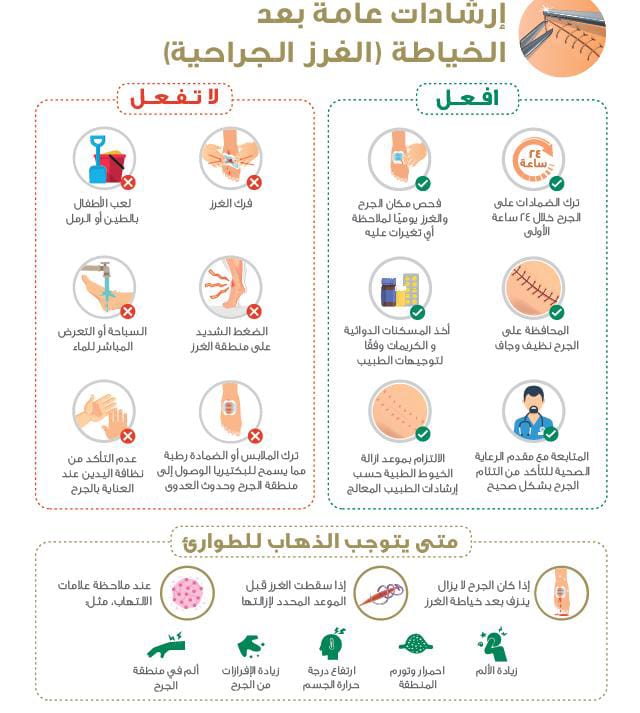 إرشادات عامة بعد
الخياطة (الغرز الجراحية)
افعل
٢٤
ساعة
ترك الضمادات على
الجرح خلال ٢٤ ساعة
الأولى
فحص مكان الجرح
والغرز يوميًا لملاحظة
أي تغيرات عليه
المحافظة على
الجرح نظيف وجاف
أخذ المسكنات الدوائية
و الكريمات وفقًا
لتوجيهات الطبيب
المتابعة مع مقدم الرعاية
الصحية للتأكد من التئام
الجرح بشكل صحيح
الالتزام بموعد ازالة
الخيوط الطبية حسب
إرشادات الطبيب المعالج
لا تفعل
فرك الغرز
لعب الأطفال
بالطين أو الرمل
الضغط الشديد
على منطقة الغرز
السباحة أو التعرض
المباشر للماء
ترك الملابس أو الضمادة رطبة
مما يسمح للبكتيريا الوصول إلى
منطقة الجرح وحدوث العدوى
عدم التأكد من
نظافة اليدين عند
العناية بالجرح
متى يتوجب الذهاب للطوارئ
إذا كان الجرح لا يزال
ينزف بعد خياطة الغرز
إذا سقطت الغرز قبل
الموعد المحدد لإزالتها
عند ملاحظة علامات
الالتهاب، مثل:
زيادة الألم
احمرار وتورم
المنطقة
ارتفاع درجة
حرارة الجسم
زيادة الإفرازات
من الجرح
ألم في منطقة
الجرح